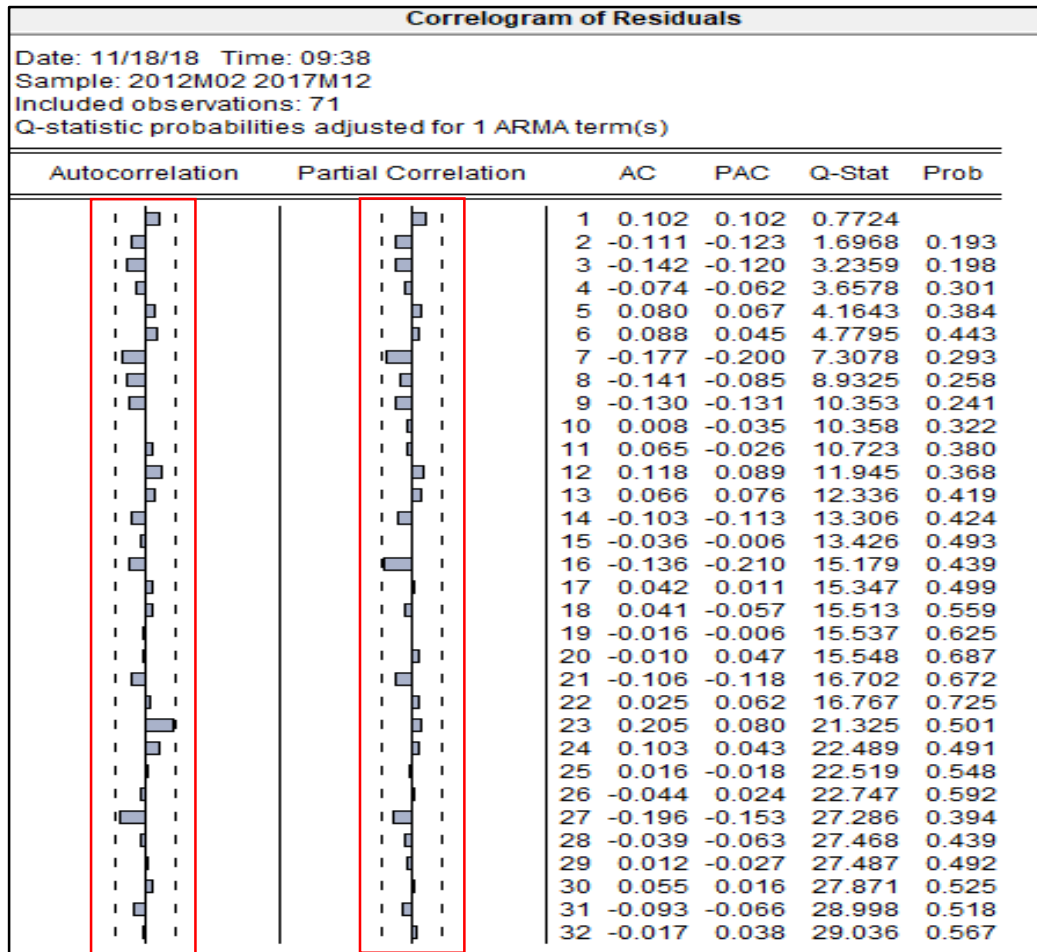 Correlogram of Residuals
Date: 11/18/18 Time: 09:38
Sample: 2012M02 2017M12
Included observations: 71
Q-statistic probabilities adjusted for 1 ARMA term(s)
Autocorrelation Partial Correlation AC PAC Q-Stat Prob
1 0.102 0.102 0.7724
2 -0.111 -0.123 1.6968 0.193
3 -0.142 -0.120 3.2359 0.198
4 -0.074 -0.062 3.6578 0.301
5 0.080 0.067 4.1643 0.384
6 0.088 0.045 4.7795 0.443
7 -0.177 -0.200 7.3078 0.293
8 -0.141 -0.085 8.9325 0.258
9 -0.130 -0.131 10.353 0.241
10 0.008 -0.035 10.358 0.322
11 0.065 -0.026 10.723 0.380
12 0.118 0.089 11.945 0.368
13 0.066 0.076 12.336 0.419
14 -0.103 -0.113 13.306 0.424
15 -0.036 -0.006 13.426 0.493
16 -0.136 -0.210 15.179 0.439
17 0.042 0.011 15.347 0.499
18 0.041 -0.057 15.513 0.559
19 -0.016 -0.006 15.537 0.625
20 -0.010 0.047 15.548 0.687
21 -0.106 -0.118 16.702 0.672
22 0.025 0.062 16.767 0.725
23 0.205 0.080 21.325 0.501
24 0.103 0.043 22.489 0.491
25 0.016 -0.018 22.519 0.548
26 -0.044 0.024 22.747 0.592
27 -0.196 -0.153 27.286 0.394
28 -0.039 -0.063 27.468 0.439
29 0.012 -0.027 27.487 0.492
30 0.055 0.016 27.871 0.525
31 -0.093 -0.066 28.998 0.518
32 -0.017 0.038 29.036 0.567